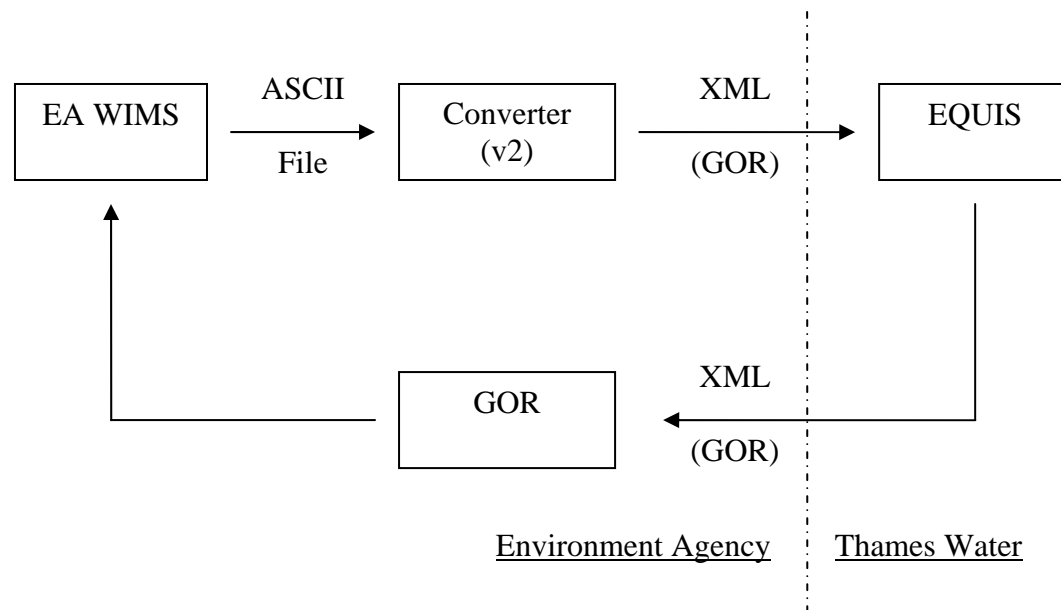 EA WIMS
ASCII
File
Converter
(v2)
XML
(GOR)
EQUIS
GOR
XML
(GOR)
Environment Agency
Thames Water